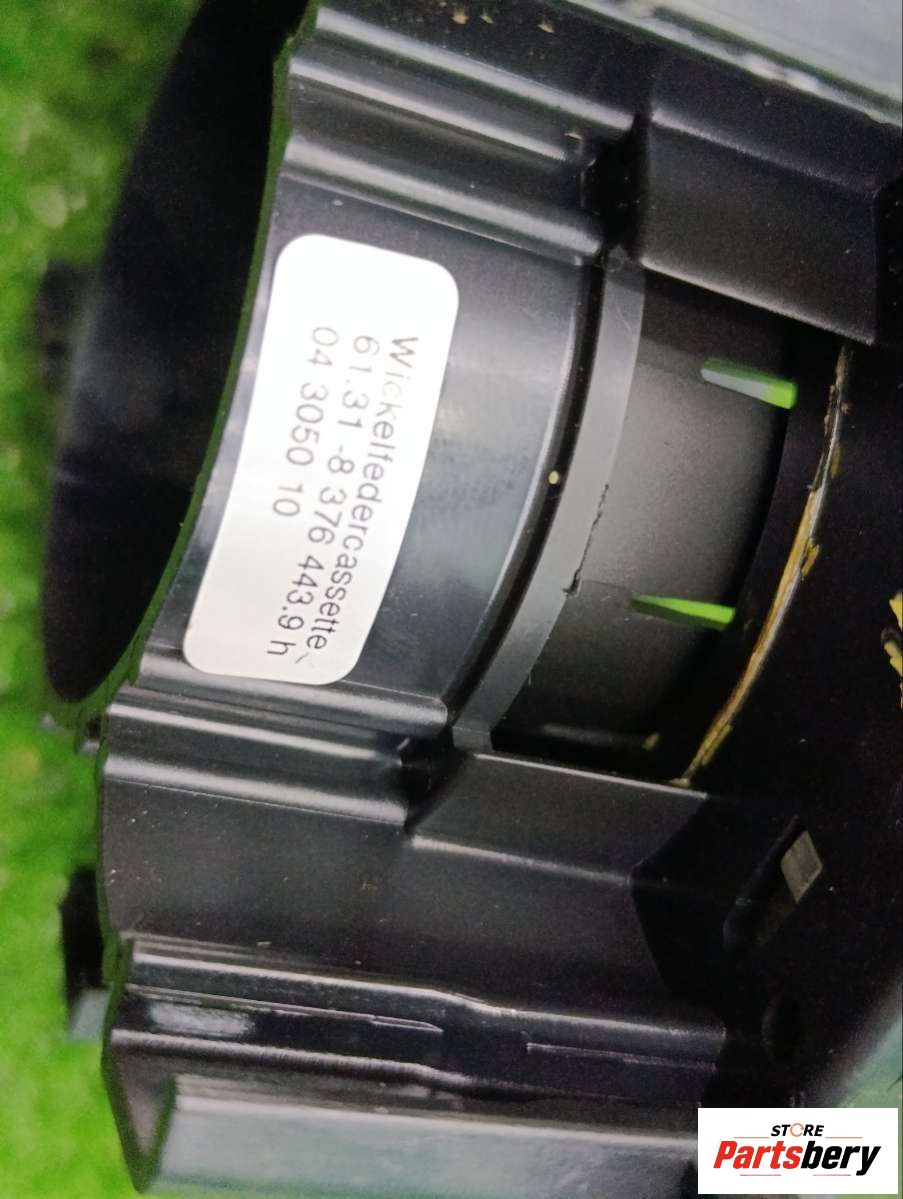 Wickelfedercassette
61.31 -8 376 443.9 h
04 3050 10
STORE
Partsbery